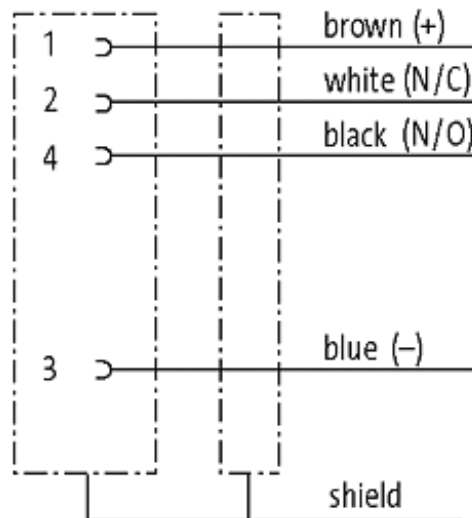 1 brown (+)
2 white (N/C)
4 black (N/O)
3 blue (–)
shield